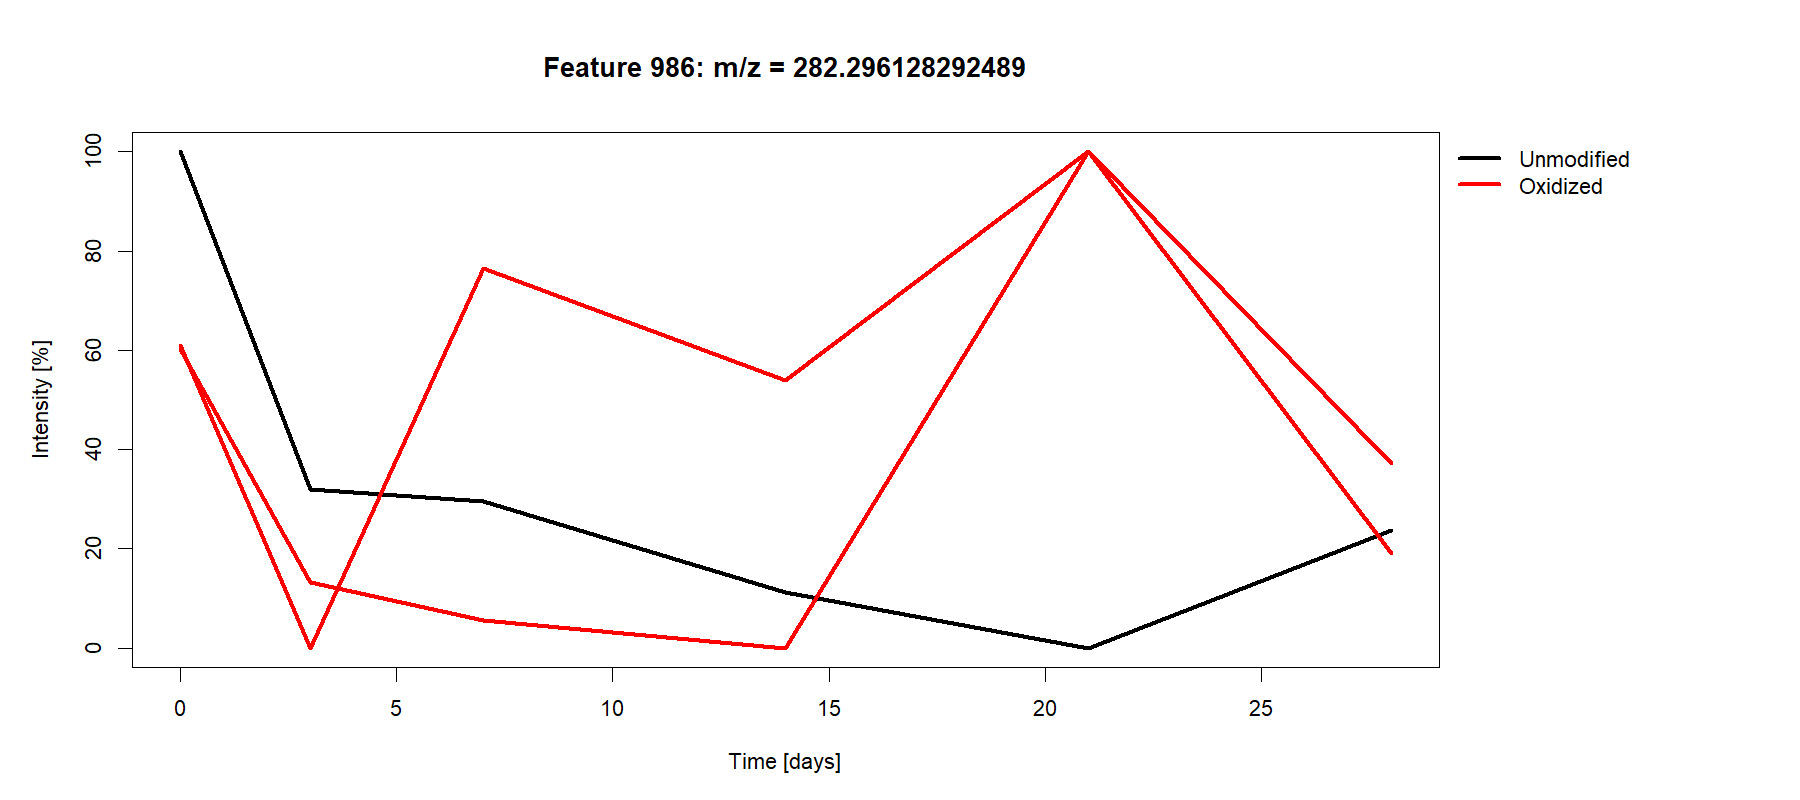 Feature 986: m/z = 282.296128292489
Unmodified
Oxidized
Intensity [%]
100
80
60
40
20
0
0 5 10 15 20 25
Time [days]